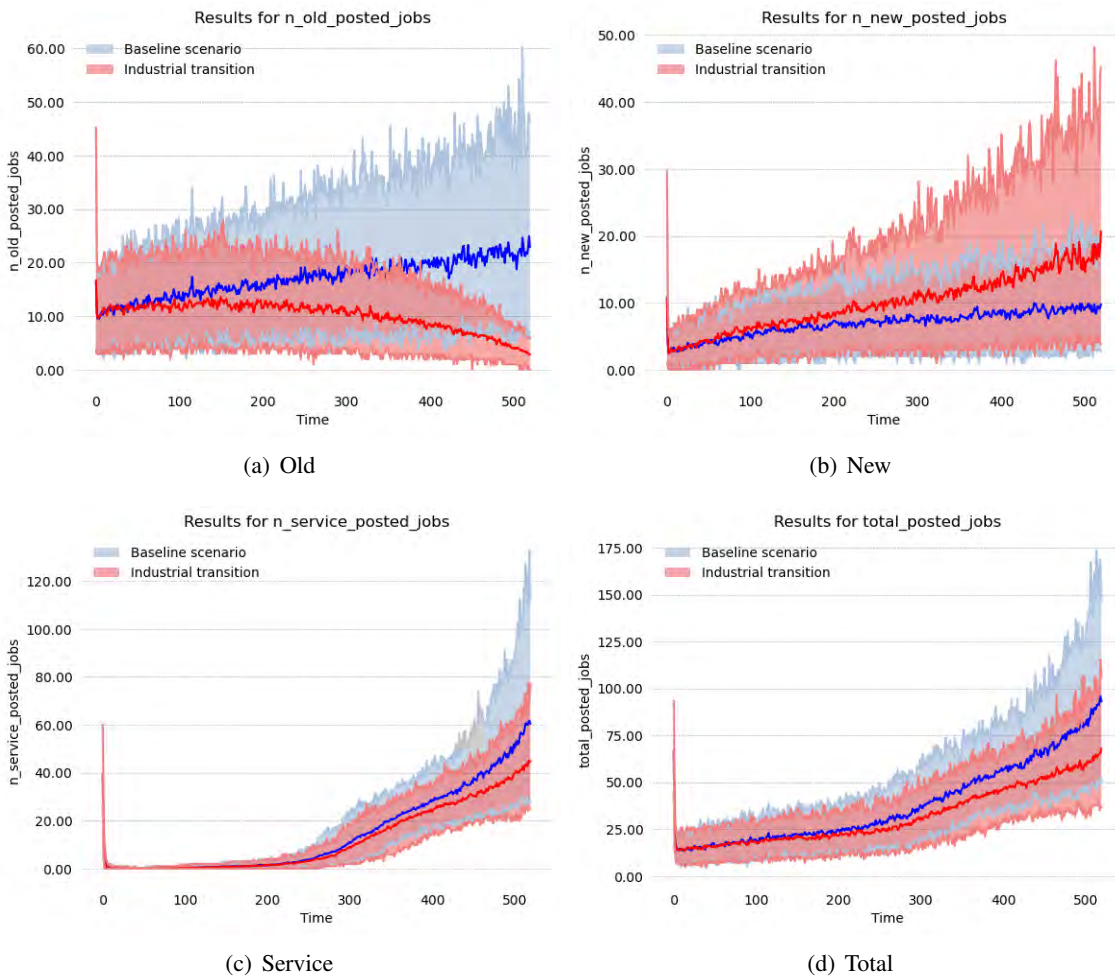 Results for n_old_posted_jobs
Baseline scenario
Industrial transition
60.00
50.00
40.00
30.00
20.00
10.00
0.00
n_old_posted_jobs
0 100 200 300 400 500
Time
(a) Old
Results for n_new_posted_jobs
Baseline scenario
Industrial transition
50.00
40.00
30.00
20.00
10.00
0.00
n_new_posted_jobs
0 100 200 300 400 500
Time
(b) New
Results for n_service_posted_jobs
Baseline scenario
Industrial transition
120.00
100.00
80.00
60.00
40.00
20.00
0.00
n_service_posted_jobs
0 100 200 300 400 500
Time
(c) Service
Results for total_posted_jobs
Baseline scenario
Industrial transition
175.00
150.00
125.00
100.00
75.00
50.00
25.00
0.00
total_posted_jobs
0 100 200 300 400 500
Time
(d) Total